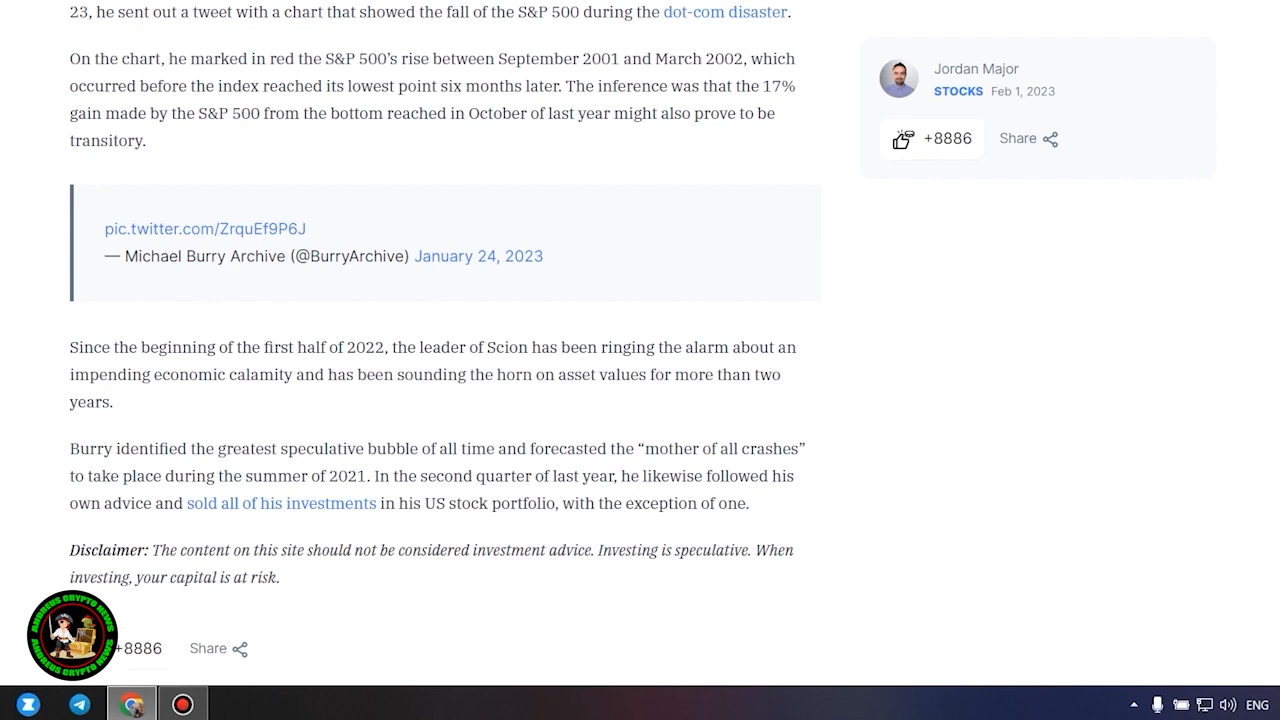 23, he sent out a tweet with a chart that showed the fall of the S&P 500 during the dot-com disaster.
On the chart, he marked in red the S&P 500’s rise between September 2001 and March 2002, which
occurred before the index reached its lowest point six months later. The inference was that the 17%
gain made by the S&P 500 from the bottom reached in October of last year might also prove to be
transitory.
pic.twitter.com/ZrquEf9P6J
— Michael Burry Archive (@BurryArchive) January 24, 2023
Since the beginning of the first half of 2022, the leader of Scion has been ringing the alarm about an
impending economic calamity and has been sounding the horn on asset values for more than two
years.
Burry identified the greatest speculative bubble of all time and forecasted the “mother of all crashes”
to take place during the summer of 2021. In the second quarter of last year, he likewise followed his
own advice and sold all of his investments in his US stock portfolio, with the exception of one.
Disclaimer: The content on this site should not be considered investment advice. Investing is speculative. When
investing, your capital is at risk.
+8886 Share
Jordan Major
STOCKS Feb 1, 2023
+8886 Share
ANDREUS CRYPTO NEWS
ANDREUS CRYPTO NEWS
ENG